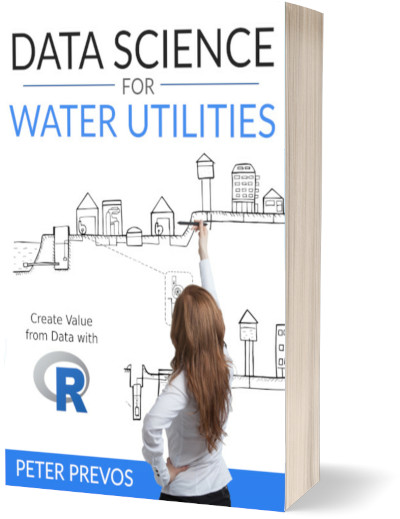 DATA SCIENCE
FOR
WATER UTILITIES
Create Value
from Data with
R
PETER PREVOS